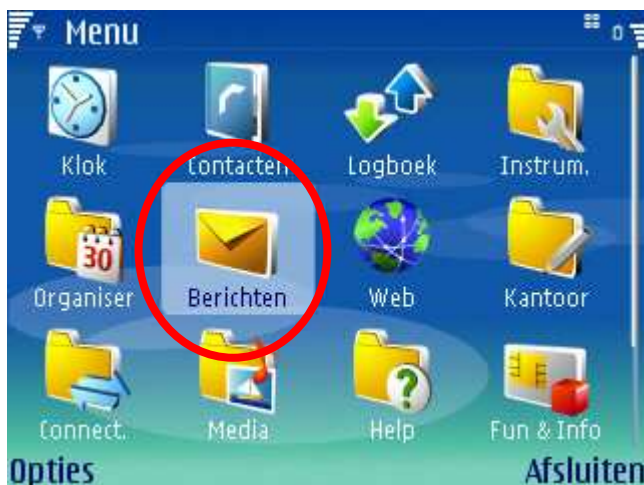 Menu
Klok Contacten Logboek Instrum.
30
Organiser Berichten Web Kantoor
Connect. Media Help Fun & Info
Opties Afsluiten